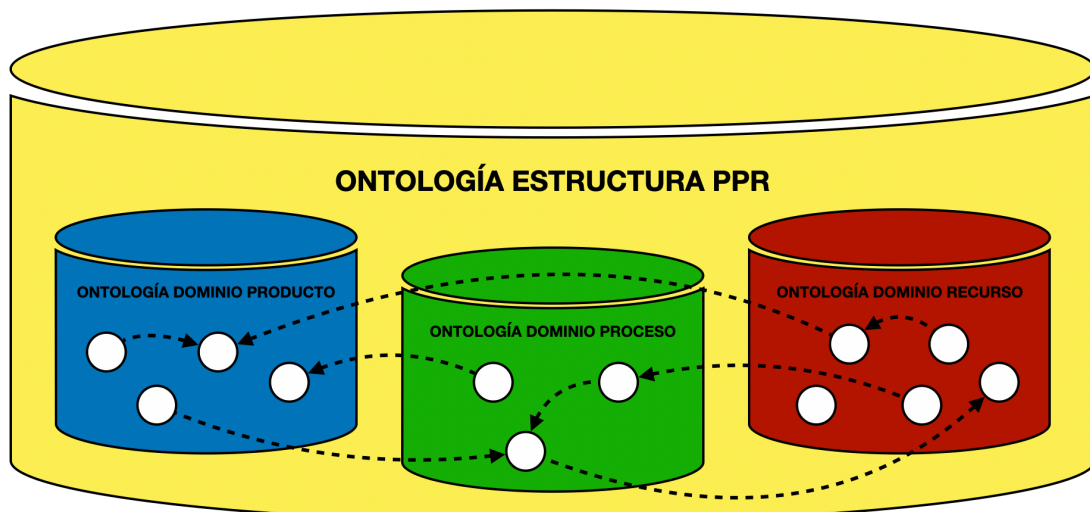 ONTOLOGÍA ESTRUCTURA PPR
ONTOLOGÍA DOMINIO PRODUCTO
ONTOLOGÍA DOMINIO PROCESO
ONTOLOGÍA DOMINIO RECURSO